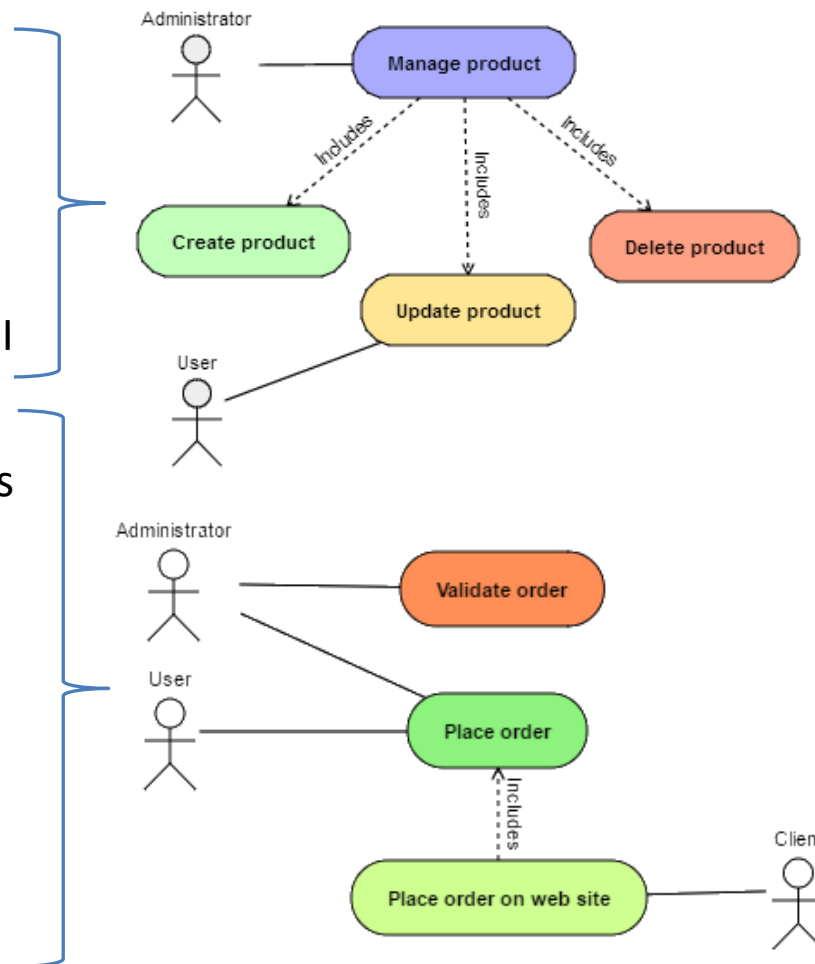 Administrator
Manage product
Includes
Includes
Includes
Create product
Delete product
Update product
l
User
s
Administrator
Validate order
User
Place order
Includes
Clien
Place order on web site